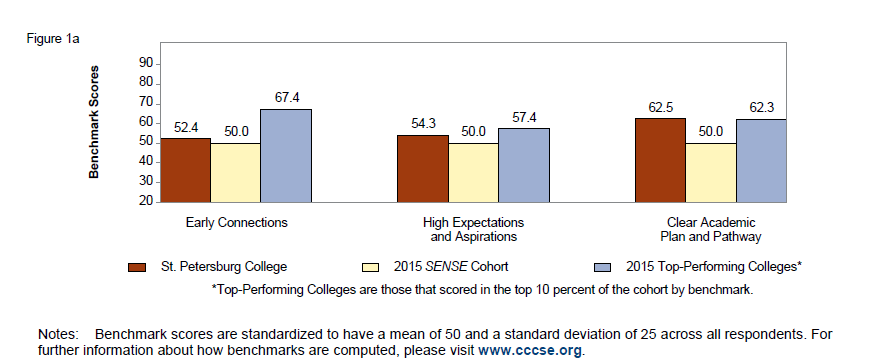 Figure 1a
Benchmark Scores
90
80
70
60
50
40
30
20
52.4
50.0
67.4
54.3
50.0
57.4
62.5
50.0
62.3
Early Connections
High Expectations
and Aspirations
Clear Academic
Plan and Pathway
St. Petersburg College
2015 SENSE Cohort
2015 Top-Performing Colleges*
*Top-Performing Colleges are those that scored in the top 10 percent of the cohort by benchmark.
Notes: Benchmark scores are standardized to have a mean of 50 and a standard deviation of 25 across all respondents. For
further information about how benchmarks are computed, please visit www.cccse.org.